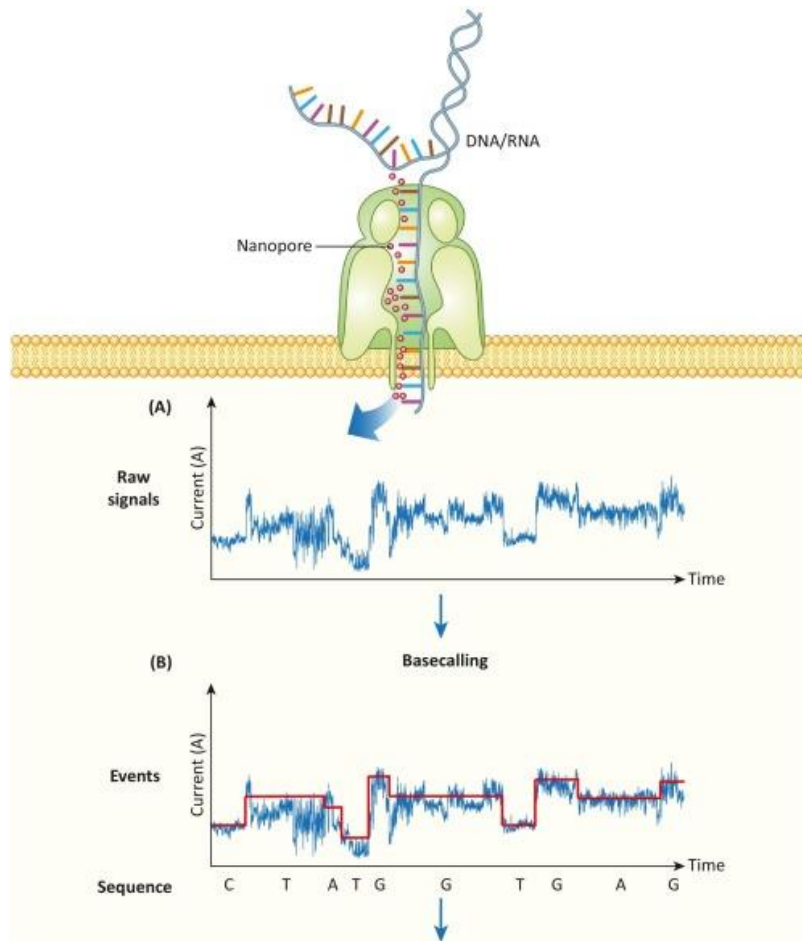 DNA/RNA
Nanopore
(A)
Raw
signals
Current (A)
Time
(B)
Basecalling
Events
Current (A)
Time
Sequence C T A T G G T G A G